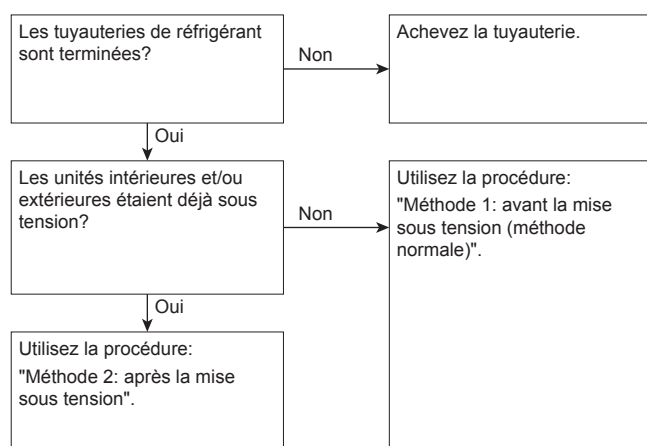 Les tuyauteries de réfrigérant
sont terminées?
Non
Achevez la tuyauterie.
Oui
Les unités intérieures et/ou
extérieures étaient déjà sous
tension?
Non
Utilisez la procédure:
"Méthode 1: avant la mise
sous tension (méthode
normale)".
Oui
Utilisez la procédure:
"Méthode 2: après la mise
sous tension".